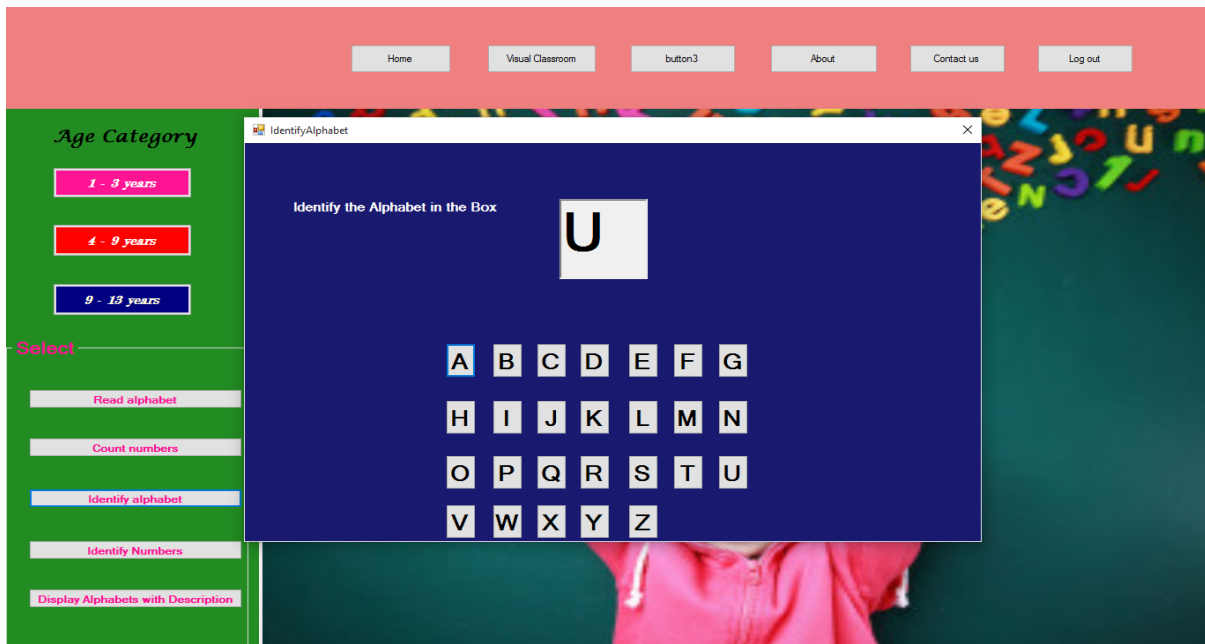 Home Visual Classroom button3 About Contact us Log out
Age Category
1 - 3 years
4 - 9 years
9 - 13 years
Select
Read alphabet
Count numbers
Identify alphabet
Identify Numbers
Display Alphabets with Description
IdentifyAlphabet
Identify the Alphabet in the Box
U
A B C D E F G
H I J K L M N
O P Q R S T U
V W X Y Z